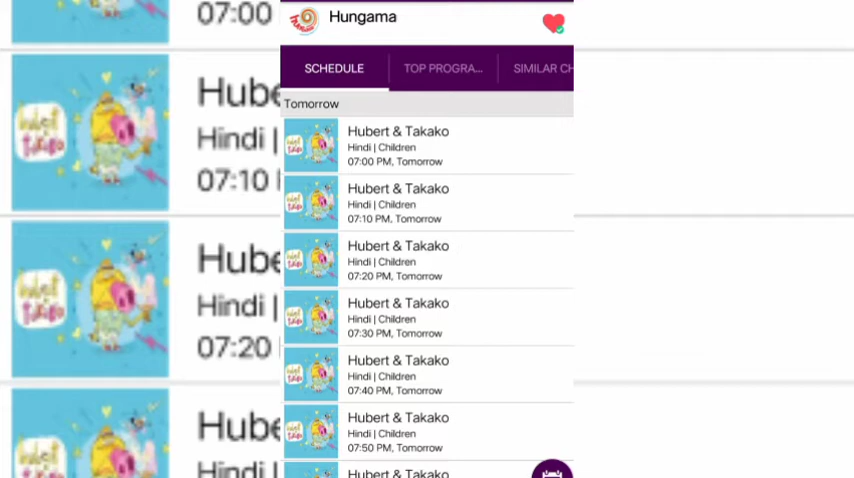 Hungama
SCHEDULE
TOP PROGRA...
SIMILAR CH
Tomorrow
Hubert & Takako
Hindi | Children
07:00 PM, Tomorrow
Hubert & Takako
Hindi | Children
07:10 PM, Tomorrow
Hubert & Takako
Hindi | Children
07:20 PM, Tomorrow
Hubert & Takako
Hindi | Children
07:30 PM, Tomorrow
Hubert & Takako
Hindi | Children
07:40 PM, Tomorrow
Hubert & Takako
Hindi | Children
07:50 PM, Tomorrow
Hubert & Takako
07:00
Hube
Hindi |
07:10
Hube
Hindi |
07:20
Hube
Hindi |